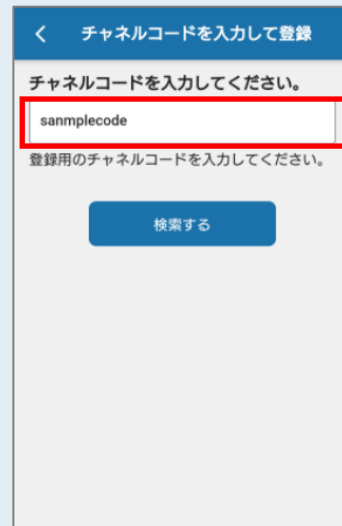 チャネルコードを入力して登録
チャネルコードを入力してください。
sanmplecode
登録用のチャネルコードを入力してください。
検索する